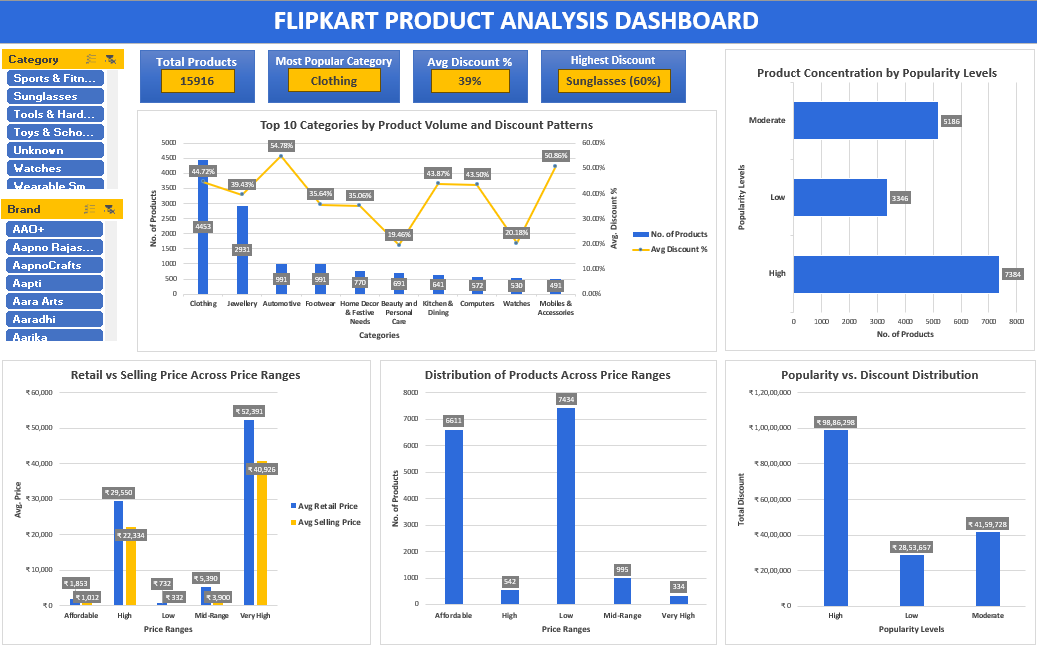 FLIPKART PRODUCT ANALYSIS DASHBOARD
Category
Sports & Fitn...
Sunglasses
Tools & Hard...
Toys & Scho...
Unknown
Watches
Wearable Sm...
Brand
AAO+
Aapno Rajas...
AapnoCrafts
Aapti
Aara Arts
Aaradhi
Aarika
Total Products
15916
Most Popular Category
Clothing
Avg Discount %
39%
Highest Discount
Sunglasses (60%)
Top 10 Categories by Product Volume and Discount Patterns
No. of Products
5000
4500
4000
3500
3000
2500
2000
1500
1000
500
0
60.00%
50.00%
40.00%
30.00%
20.00%
10.00%
0.00%
Avg. Discount %
44.72%
39.43%
54.78%
35.64%
35.06%
19.46%
43.87%
43.50%
20.18%
50.86%
4453
2931
991
991
770
691
641
572
530
491
Clothing
Jewellery
Automotive
Footwear
Home Decor
& Festive
Needs
Beauty and
Personal
Care
Kitchen &
Dining
Computers
Watches
Mobiles &
Accessories
Categories
No. of Products
Avg Discount %
Product Concentration by Popularity Levels
Popularity Levels
Moderate
5186
Low
3346
High
7384
0 1000 2000 3000 4000 5000 6000 7000 8000
No. of Products
Retail vs Selling Price Across Price Ranges
Avg. Price
₹ 60,000
₹ 50,000
₹ 40,000
₹ 30,000
₹ 20,000
₹ 10,000
₹ 0
₹ 1,853
₹ 1,012
₹ 29,550
₹ 22,334
₹ 732
₹ 332
₹ 5,390
₹ 3,900
₹ 52,391
₹ 40,926
Affordable High Low Mid-Range Very High
Price Ranges
Avg Retail Price
Avg Selling Price
Distribution of Products Across Price Ranges
No. of Products
8000
7000
6000
5000
4000
3000
2000
1000
0
6611
542
7434
995
334
Affordable High Low Mid-Range Very High
Price Ranges
Popularity vs. Discount Distribution
Total Discount
₹ 1,20,00,000
₹ 1,00,00,000
₹ 80,00,000
₹ 60,00,000
₹ 40,00,000
₹ 20,00,000
₹ 0
₹ 98,86,298
₹ 28,53,657
₹ 41,59,728
High Low Moderate
Popularity Levels